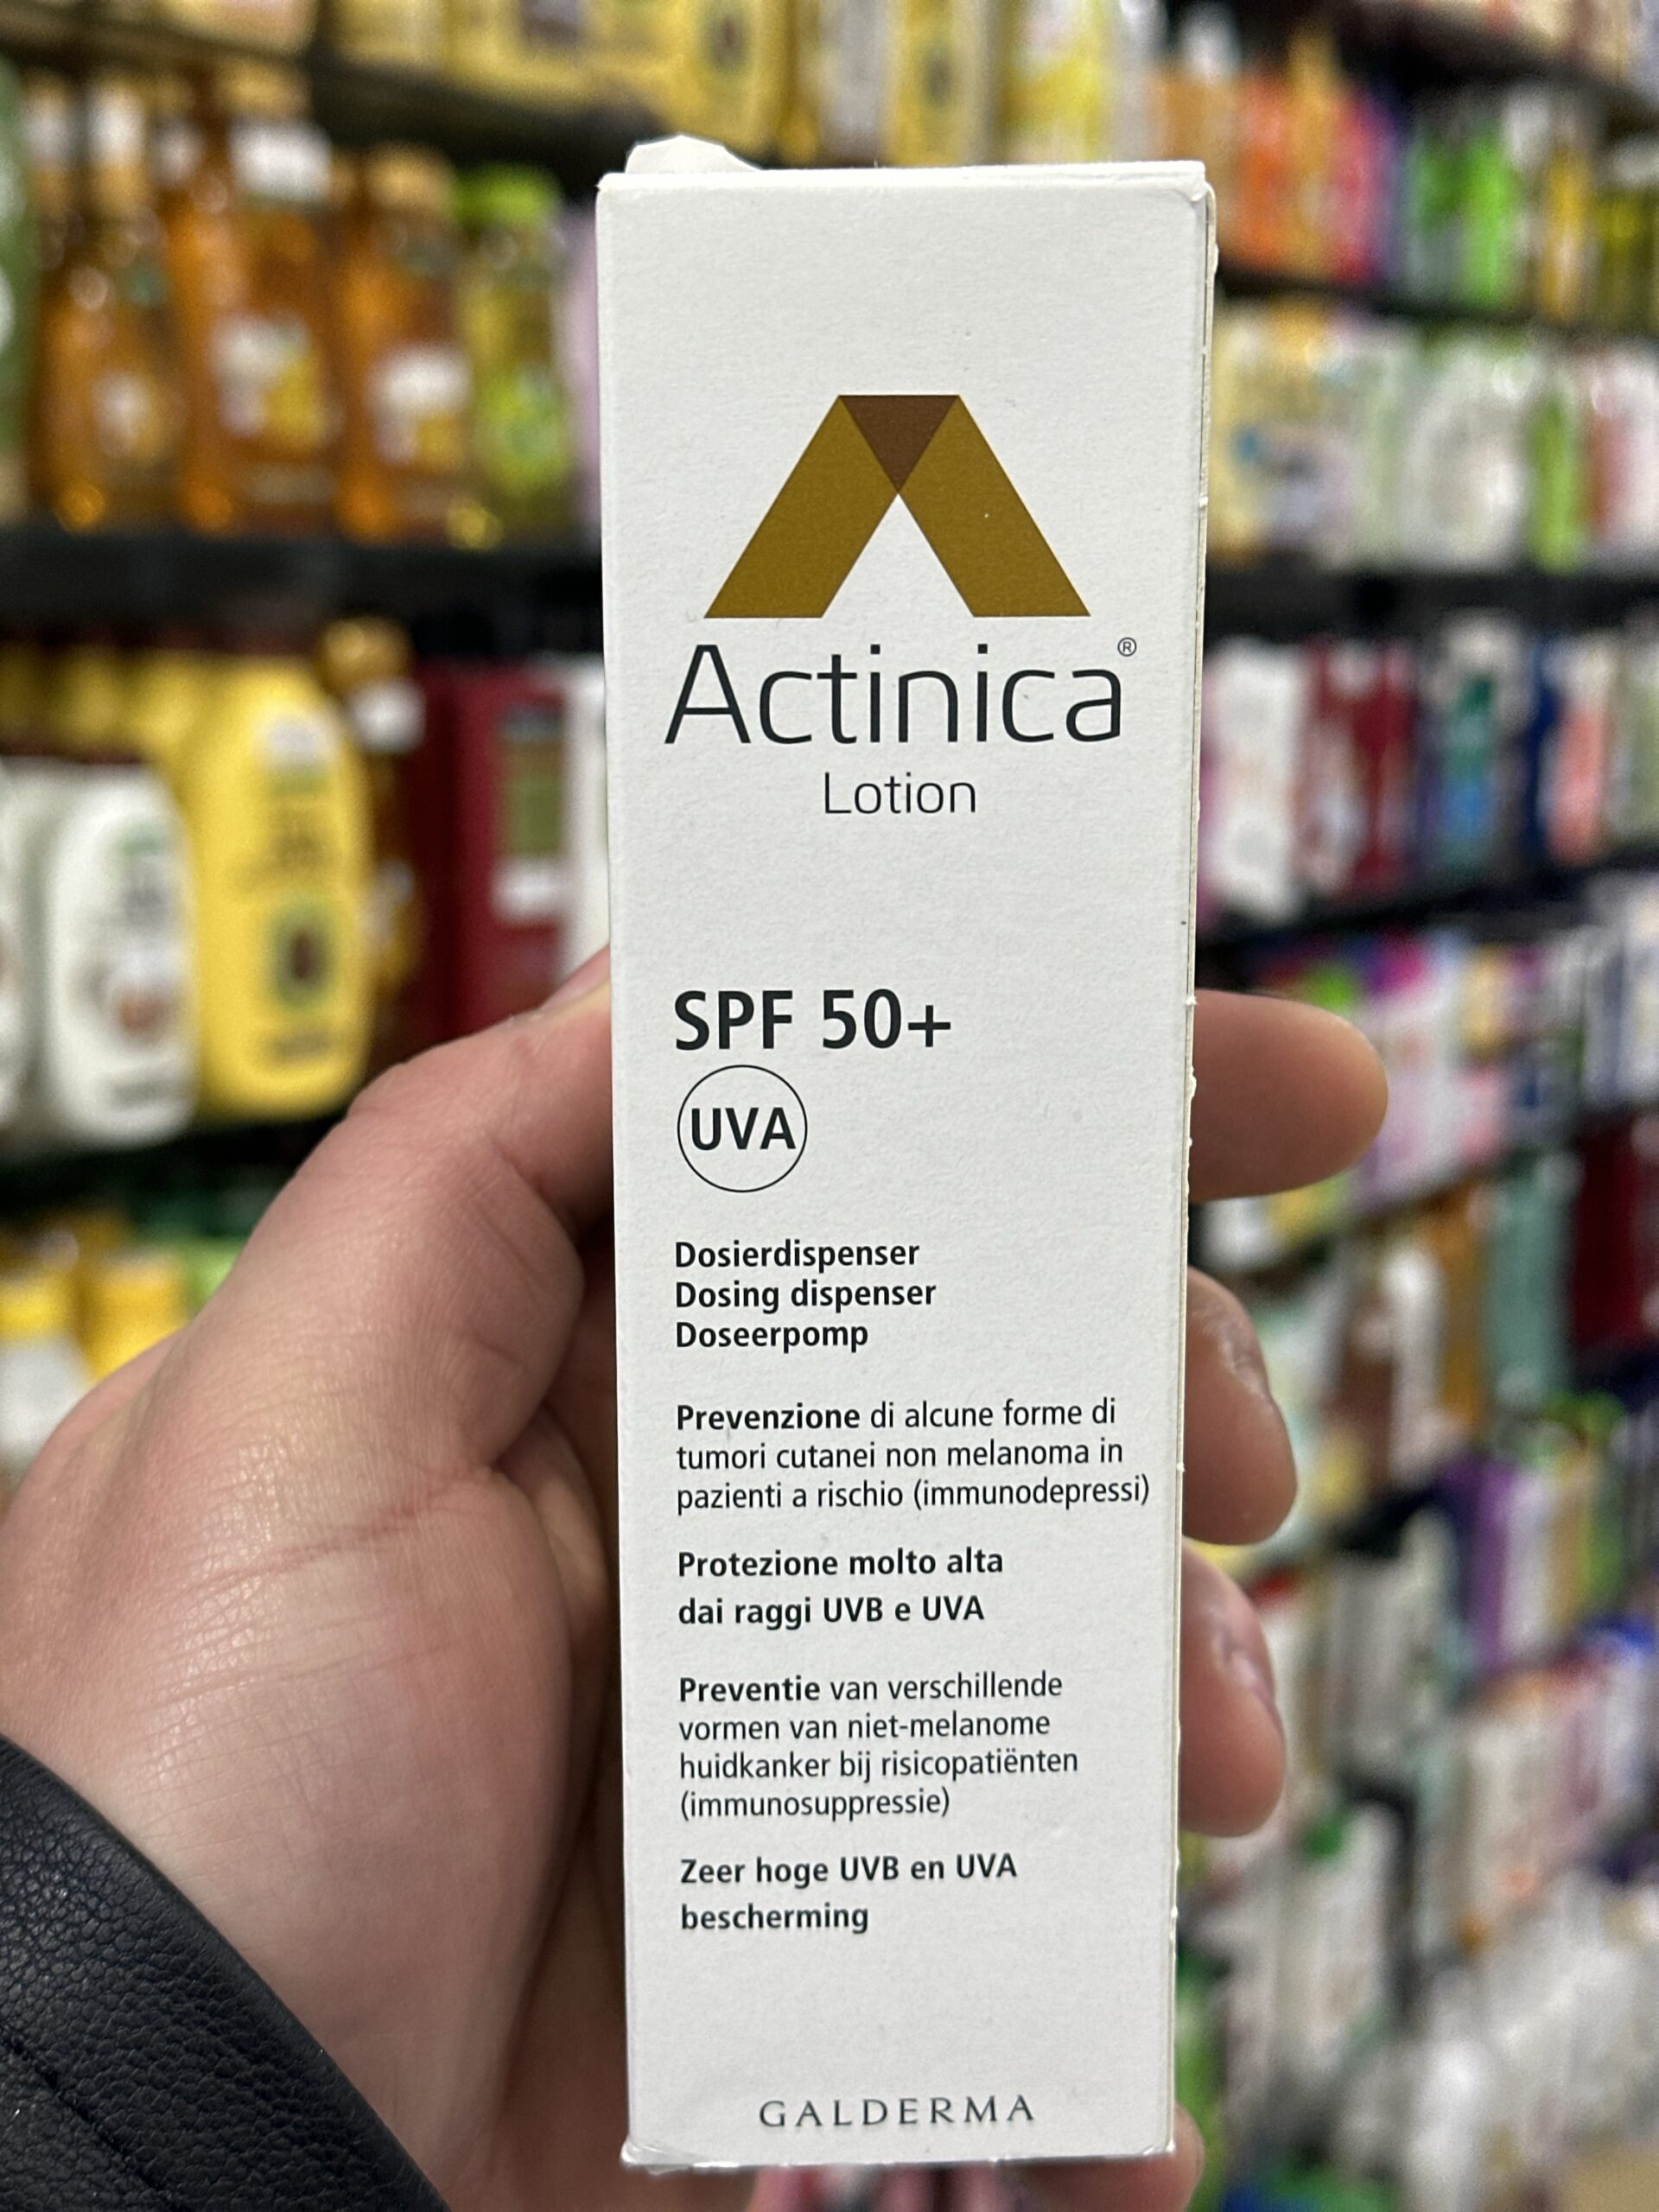 Actinica®
Lotion
SPF 50+
UVA
Dosierdispenser
Dosing dispenser
Doseerpomp
Prevenzione di alcune forme di
tumori cutanei non melanoma in
pazienti a rischio (immunodepressi)
Protezione molto alta
dai raggi UVB e UVA
Preventie van verschillende
vormen van niet-melanome
huidkanker bij risicopatiënten
(immunosuppressie)
Zeer hoge UVB en UVA
bescherming
GALDERMA